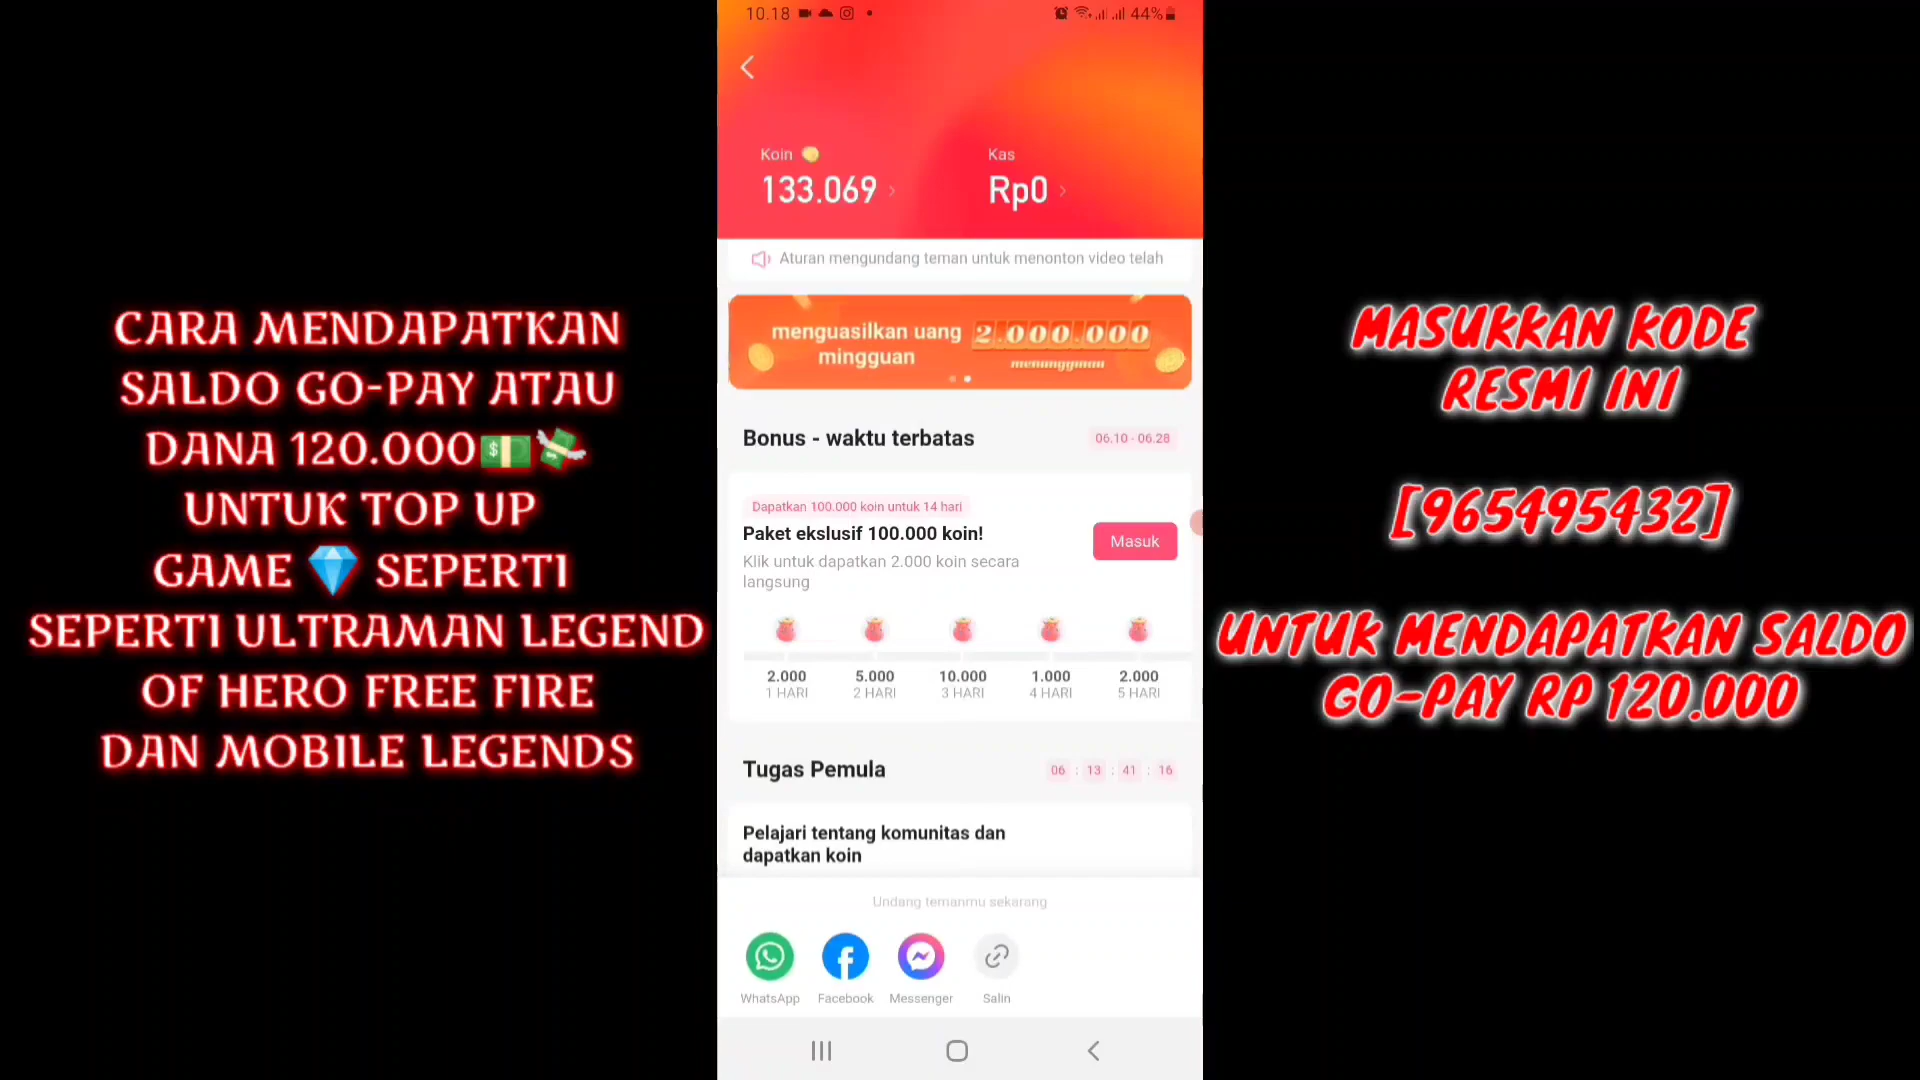 CARA MENDAPATKAN
SALDO GO-PAY ATAU
DANA 120.000💵💸
UNTUK TOP UP
GAME 💎 SEPERTI
SEPERTI ULTRAMAN LEGEND
OF HERO FREE FIRE
DAN MOBILE LEGENDS
10.18
44%
Koin
Kas
133.069
Rp0
Aturan mengundang teman untuk menonton video telah
menguasilkan uang
mingguan
2.000.000
menangguan
Bonus - waktu terbatas
06.10 - 06.28
Dapatkan 100.000 koin untuk 14 hari
Paket ekslusif 100.000 koin!
Masuk
Klik untuk dapatkan 2.000 koin secara
langsung
2.000 5.000 10.000 1.000 2.000
1 HARI 2 HARI 3 HARI 4 HARI 5 HARI
Tugas Pemula
06 : 13 : 41 : 16
Pelajari tentang komunitas dan
dapatkan koin
Undang temanmu sekarang
WhatsApp Facebook Messenger Salin
MASUKKAN KODE
RESMI INI
[965495432]
UNTUK MENDAPATKAN SALDO
GO-PAY RP 120.000